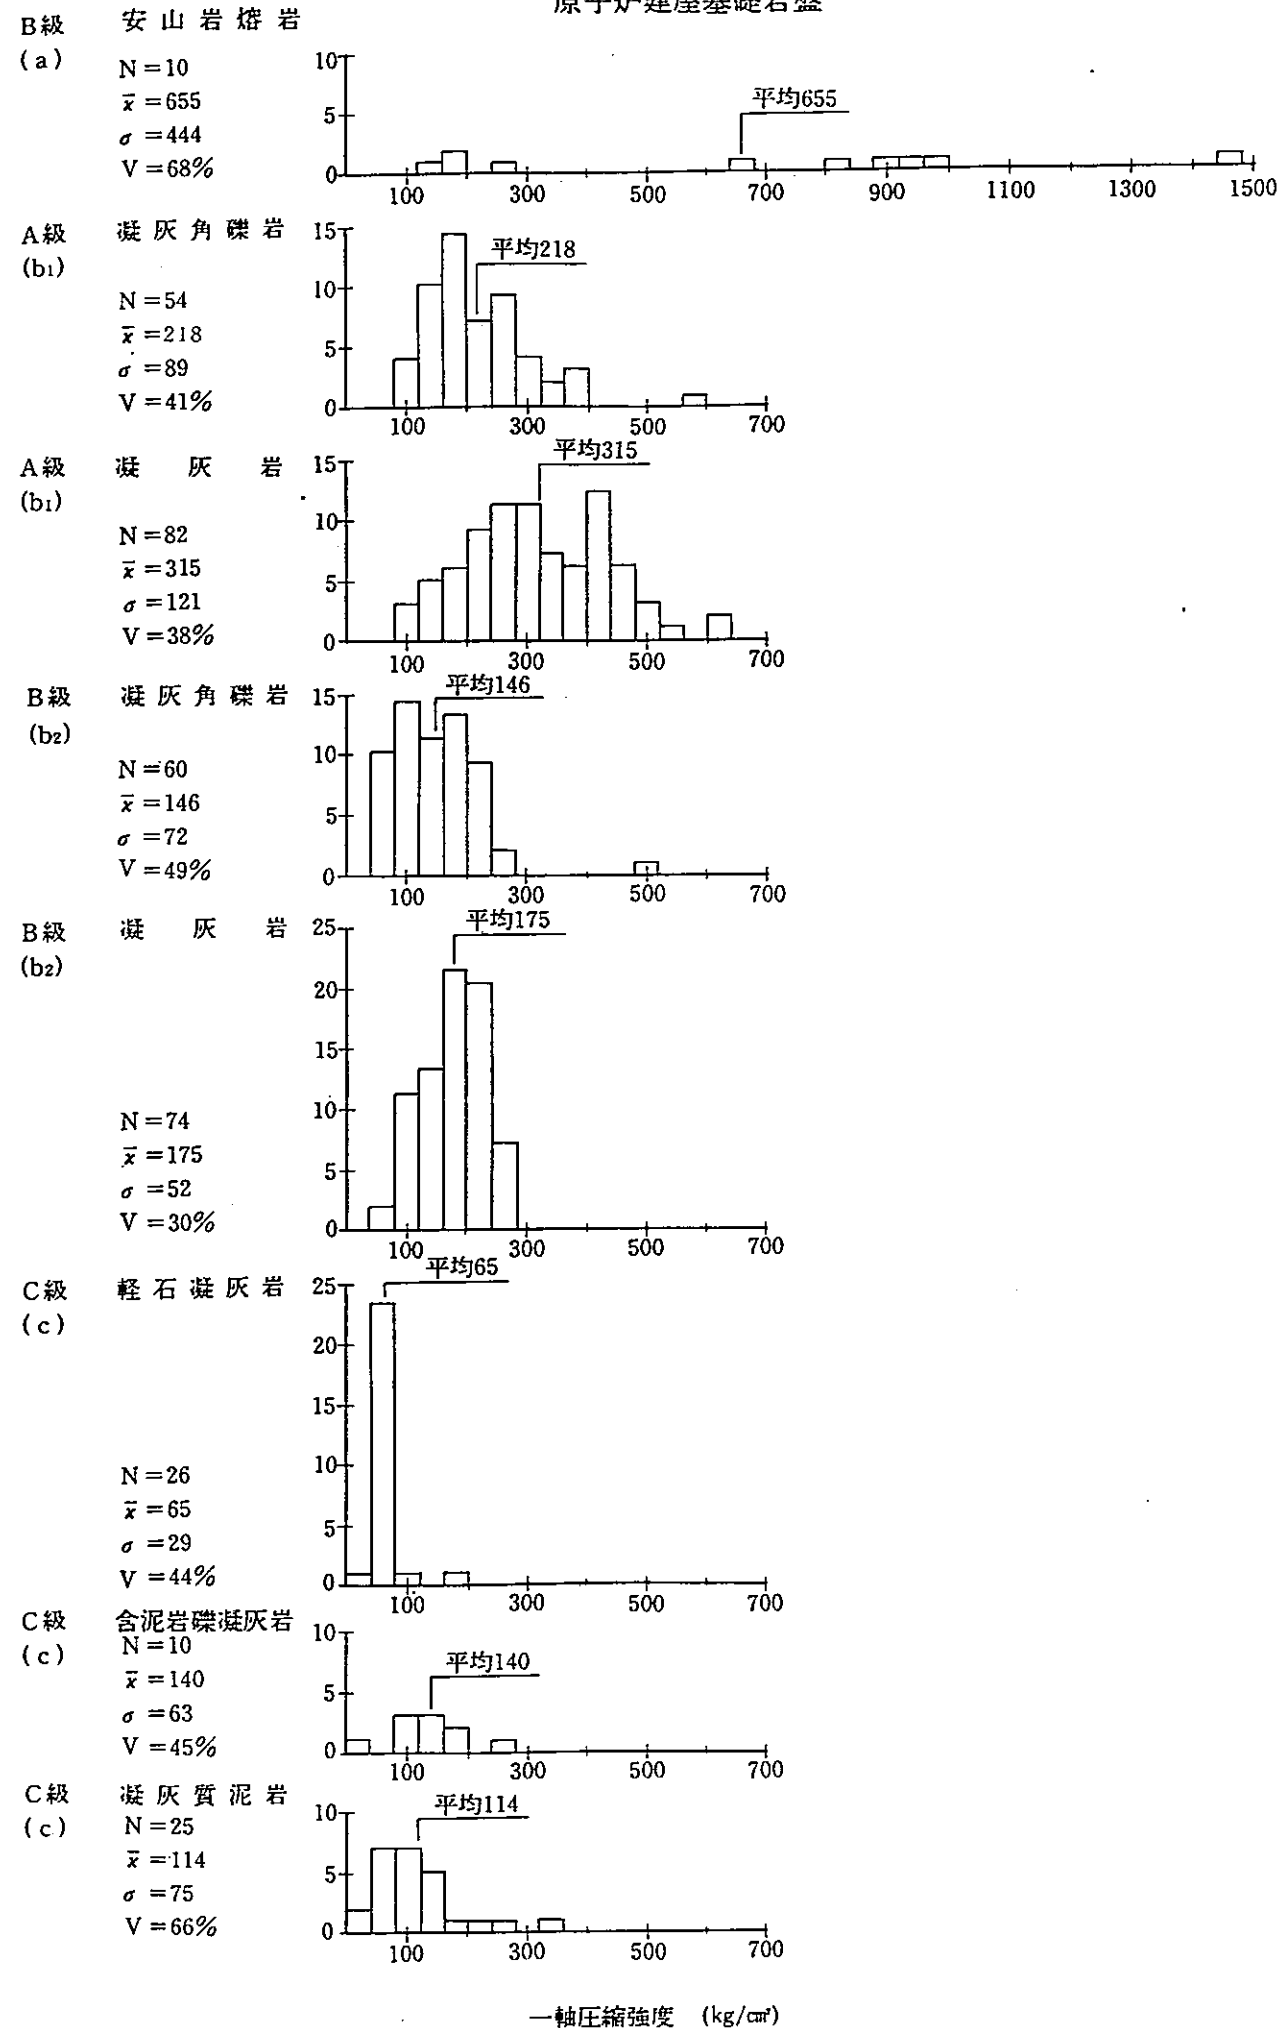 原子炉建屋基礎岩盤
B級 安山岩熔岩
(a)
N=10
x̄=655
σ=444
V=68%
10
5
0
平均655
100 300 500 700 900 1100 1300 1500
A級 凝灰角礫岩
(b₁)
N=54
x̄=218
σ=89
V=41%
15
10
5
0
平均218
100 300 500 700
A級 凝灰岩
(b₁)
N=82
x̄=315
σ=121
V=38%
15
10
5
0
平均315
100 300 500 700
B級 凝灰角礫岩
(b₂)
N=60
x̄=146
σ=72
V=49%
15
10
5
0
平均146
100 300 500 700
B級 凝灰岩
(b₂)
N=74
x̄=175
σ=52
V=30%
25
20
15
10
5
0
平均175
100 300 500 700
C級 軽石凝灰岩
(c)
N=26
x̄=65
σ=29
V=44%
25
20
15
10
5
0
平均65
100 300 500 700
C級 含泥岩礫凝灰岩
(c)
N=10
x̄=140
σ=63
V=45%
10
5
0
平均140
100 300 500 700
C級 凝灰質泥岩
(c)
N=25
x̄=114
σ=75
V=66%
10
5
0
平均114
100 300 500 700
一軸圧縮強度 (kg/cm²)